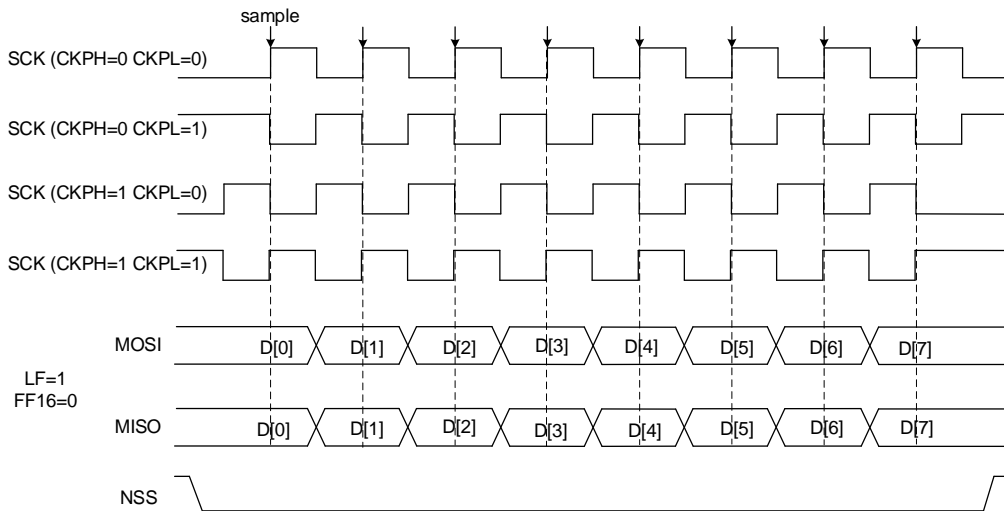 sample
SCK (CKPH=0 CKPL=0)
SCK (CKPH=0 CKPL=1)
SCK (CKPH=1 CKPL=0)
SCK (CKPH=1 CKPL=1)
MOSI
D[0] D[1] D[2] D[3] D[4] D[5] D[6] D[7]
LF=1
FF16=0
MISO
D[0] D[1] D[2] D[3] D[4] D[5] D[6] D[7]
NSS